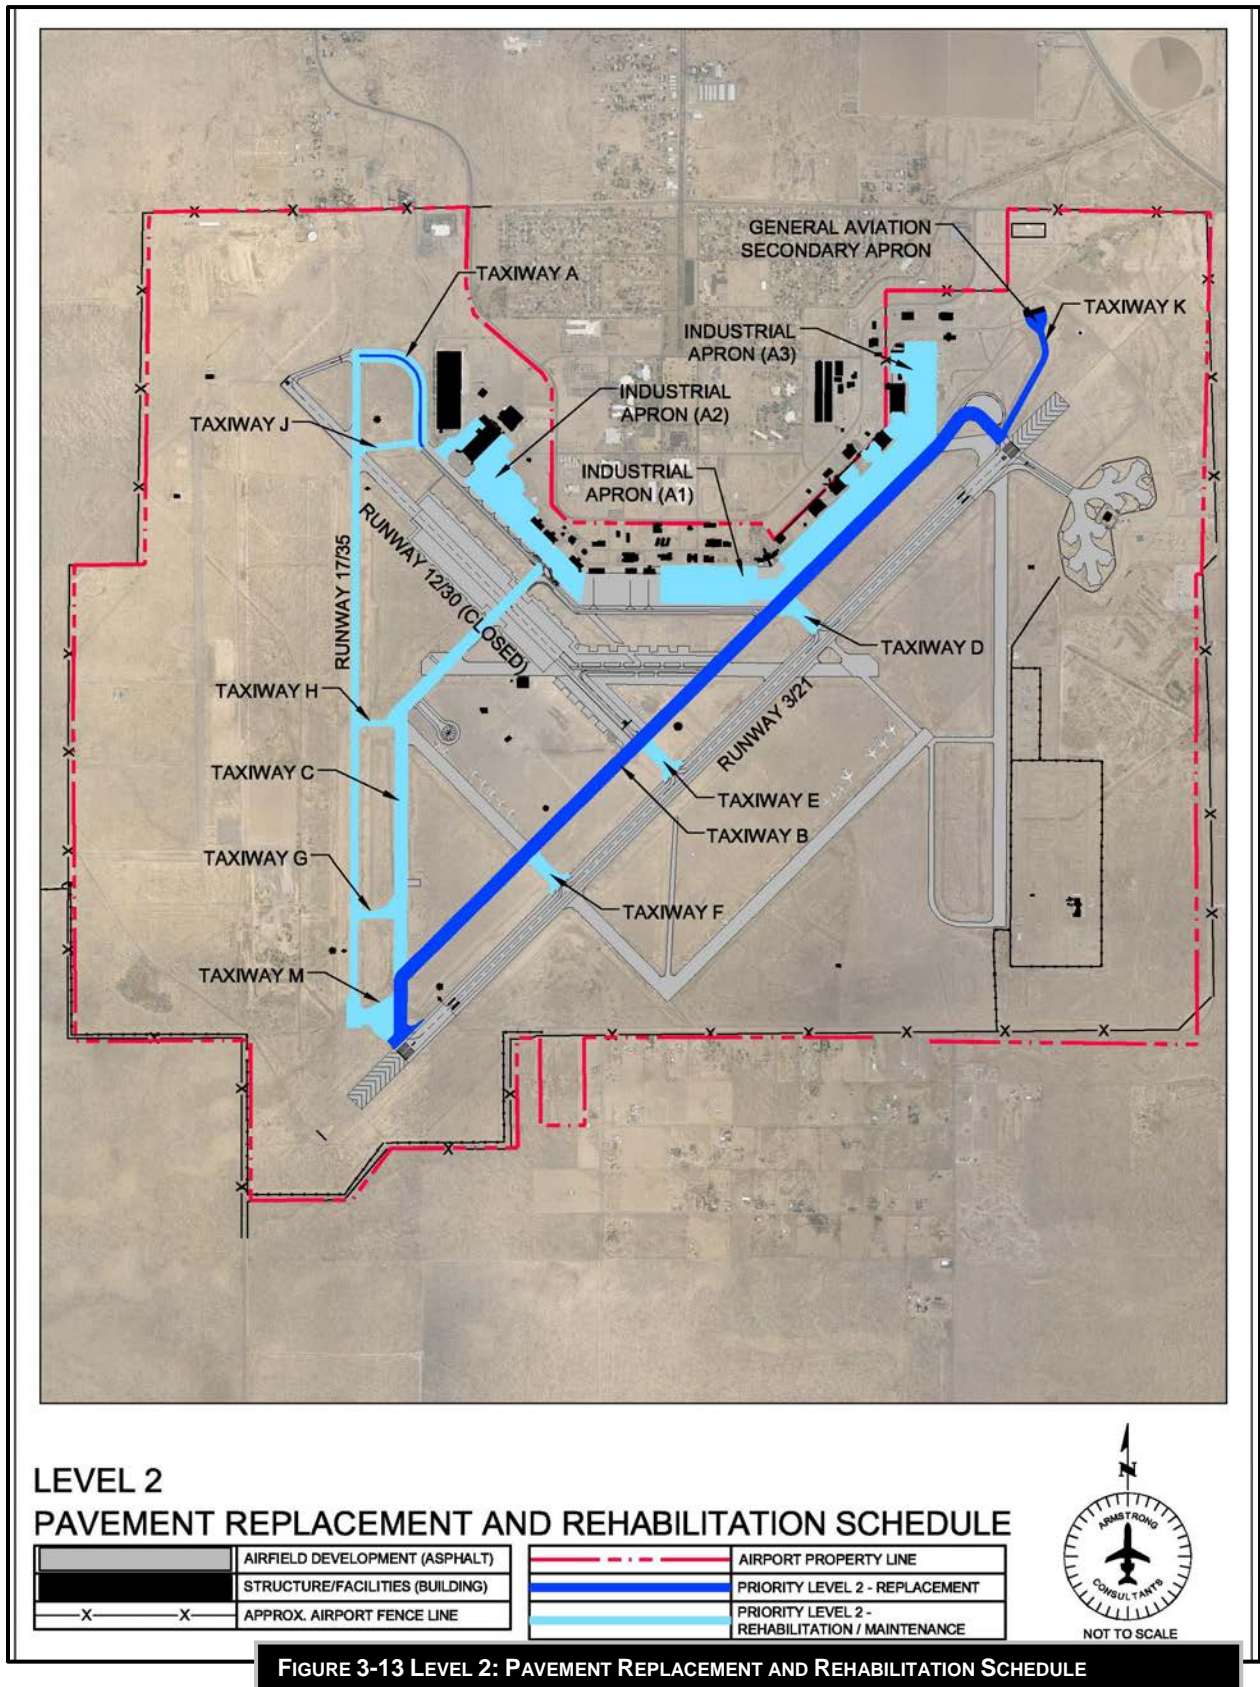 GENERAL AVIATION
SECONDARY APRON
TAXIWAY A
TAXIWAY K
INDUSTRIAL
APRON (A3)
INDUSTRIAL
APRON (A2)
TAXIWAY J
INDUSTRIAL
APRON (A1)
RUNWAY 17/35
RUNWAY 12/30 (CLOSED)
TAXIWAY D
TAXIWAY H
RUNWAY 3/21
TAXIWAY C
TAXIWAY E
TAXIWAY B
TAXIWAY G
TAXIWAY F
TAXIWAY M
LEVEL 2
PAVEMENT REPLACEMENT AND REHABILITATION SCHEDULE
AIRFIELD DEVELOPMENT (ASPHALT)
STRUCTURE/FACILITIES (BUILDING)
X X APPROX. AIRPORT FENCE LINE
AIRPORT PROPERTY LINE
PRIORITY LEVEL 2 - REPLACEMENT
PRIORITY LEVEL 2 -
REHABILITATION / MAINTENANCE
N
ARMSTRONG
CONSULTANTS
NOT TO SCALE
FIGURE 3-13 LEVEL 2: PAVEMENT REPLACEMENT AND REHABILITATION SCHEDULE